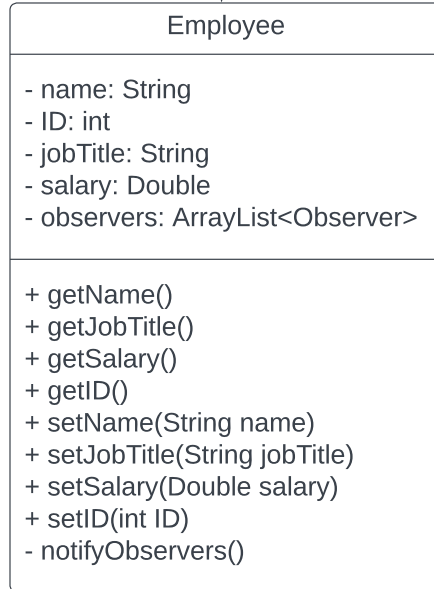 Employee
- name: String
- ID: int
- jobTitle: String
- salary: Double
- observers: ArrayList<Observer>
+ getName()
+ getJobTitle()
+ getSalary()
+ getID()
+ setName(String name)
+ setJobTitle(String jobTitle)
+ setSalary(Double salary)
+ setID(int ID)
- notifyObservers()